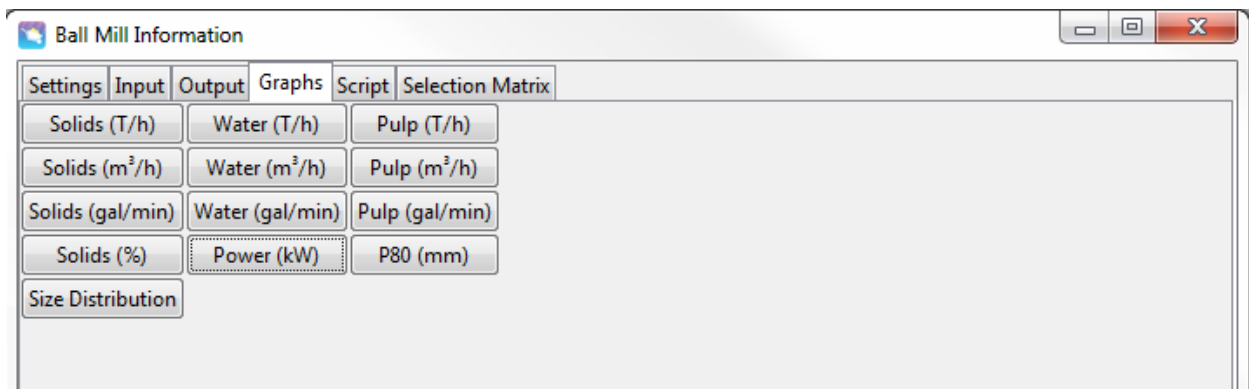 Ball Mill Information
Settings Input Output Graphs Script Selection Matrix
Solids (T/h) Water (T/h) Pulp (T/h)
Solids (m³/h) Water (m³/h) Pulp (m³/h)
Solids (gal/min) Water (gal/min) Pulp (gal/min)
Solids (%) Power (kW) P80 (mm)
Size Distribution